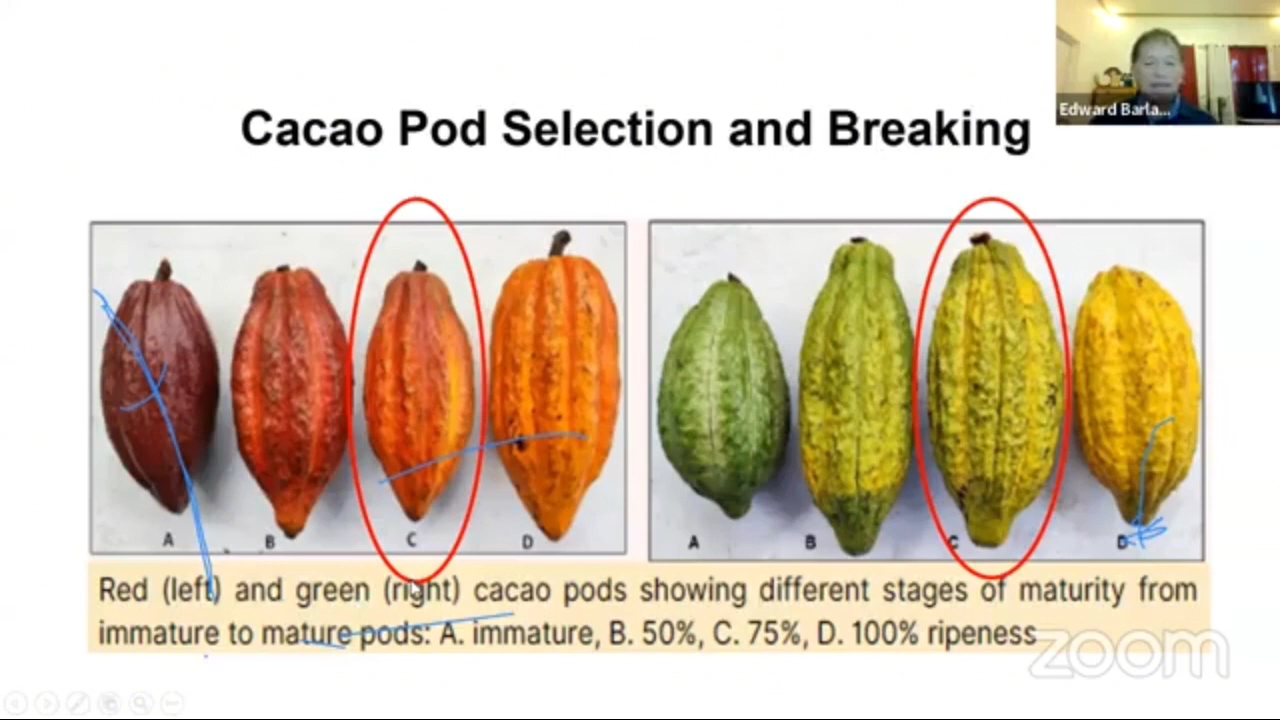 Edward Barla...
Cacao Pod Selection and Breaking
A B C D
A B C D
Red (left) and green (right) cacao pods showing different stages of maturity from
immature to mature pods: A. immature, B. 50%, C. 75%, D. 100% ripeness
zoom